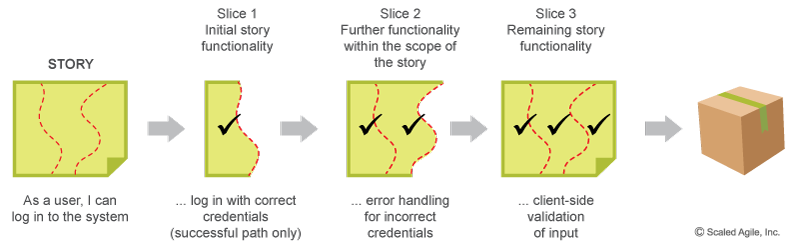 STORY
As a user, I can
log in to the system
Slice 1
Initial story
functionality
... log in with correct
credentials
(successful path only)
Slice 2
Further functionality
within the scope of
the story
... error handling
for incorrect
credentials
Slice 3
Remaining story
functionality
... client-side
validation
of input
© Scaled Agile, Inc.